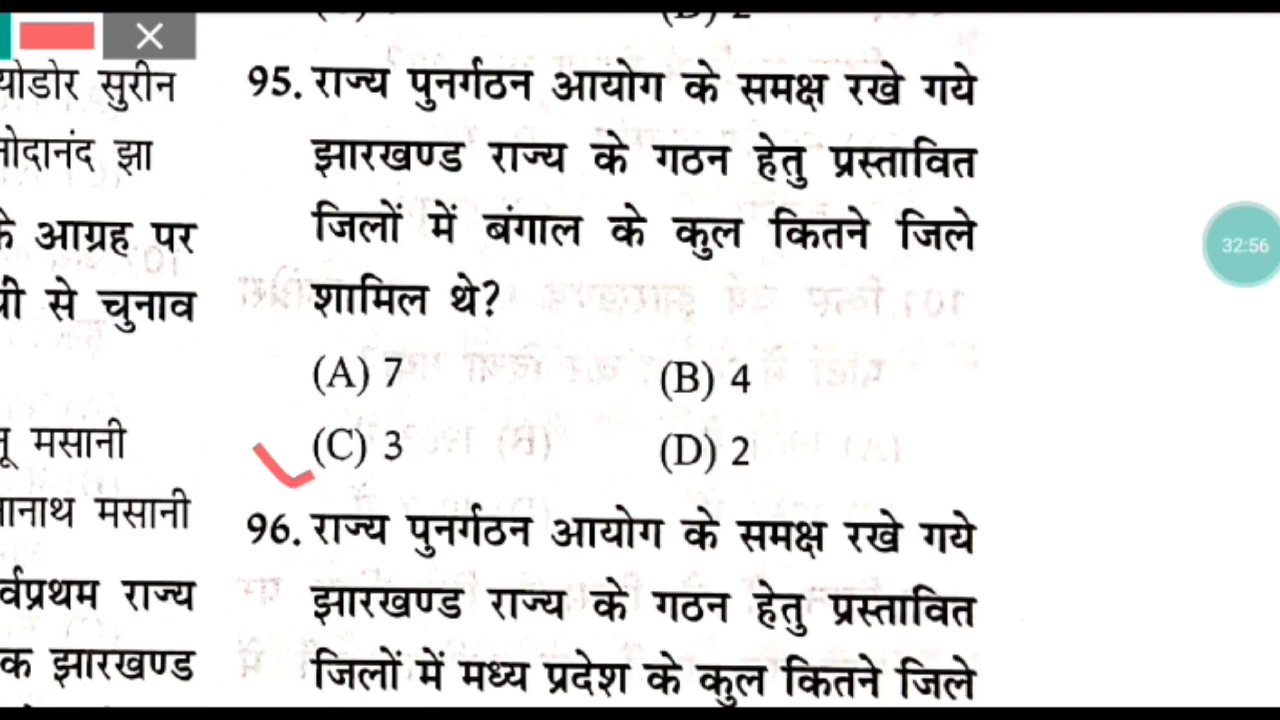 योडोर सुरीन
नोदानंद झा
के आग्रह पर
से चुनाव
मसानी
नानाथ मसानी
र्वप्रथम राज्य
क झारखण्ड
(D) 2
95. राज्य पुनर्गठन आयोग के समक्ष रखे गये
झारखण्ड राज्य के गठन हेतु प्रस्तावित
जिलों में बंगाल के कुल कितने जिले
शामिल थे?
(A) 7 (B) 4
(C) 3 (D) 2
96. राज्य पुनर्गठन आयोग के समक्ष रखे गये
झारखण्ड राज्य के गठन हेतु प्रस्तावित
जिलों में मध्य प्रदेश के कुल कितने जिले
32:56